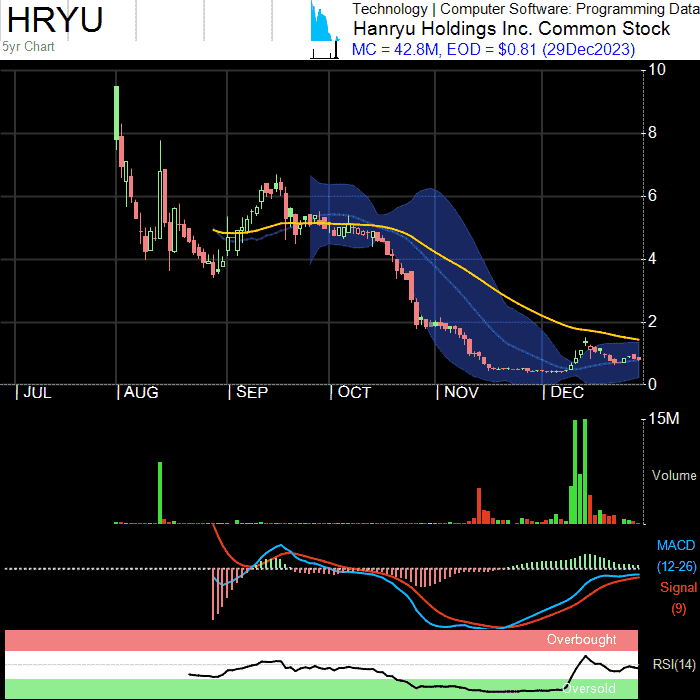 HRYU
5yr Chart
Technology | Computer Software: Programming Data
Hanryu Holdings Inc. Common Stock
MC = 42.8M, EOD = $0.81 (29Dec2023)
10
8
6
4
2
0
JUL AUG SEP OCT NOV DEC
15M
Volume
MACD
(12-26)
Signal
(9)
Overbought
RSI(14)
Oversold